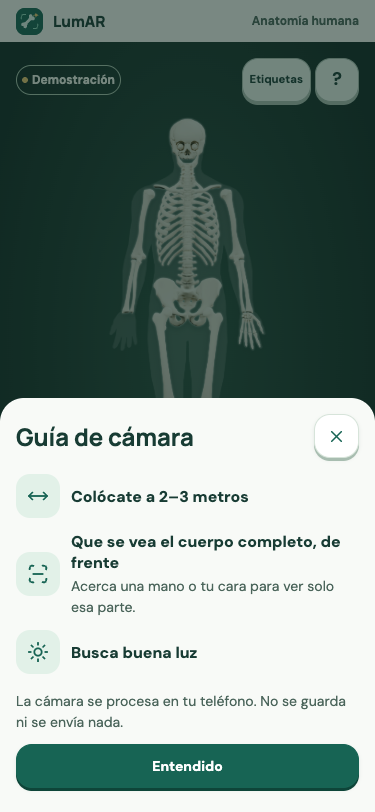 LumAR
Anatomía humana
Demostración
Etiquetas
?
Guía de cámara
Colócate a 2–3 metros
Que se vea el cuerpo completo, de
frente
Acerca una mano o tu cara para ver solo
esa parte.
Busca buena luz
La cámara se procesa en tu teléfono. No se guarda
ni se envía nada.
Entendido